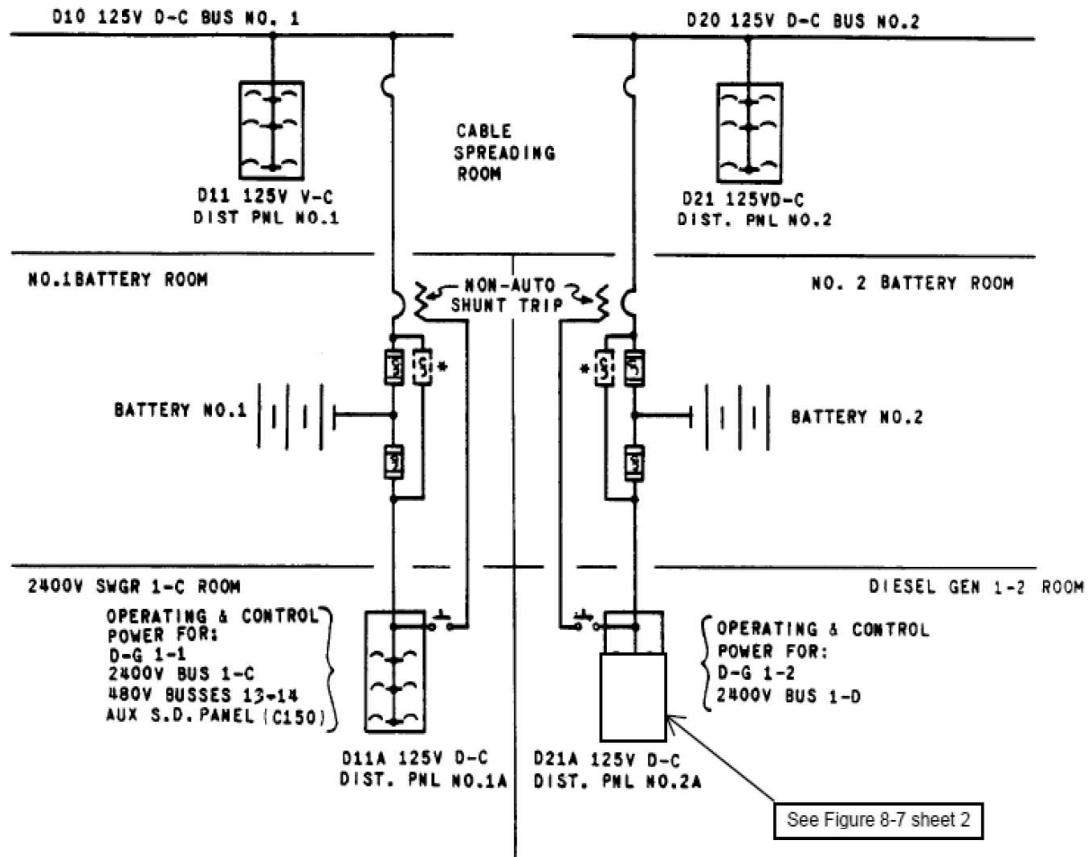 D10 125V D-C BUS NO. 1
D20 125V D-C BUS NO.2
CABLE
SPREADING
ROOM
D11 125V V-C
DIST PNL NO.1
D21 125VD-C
DIST. PNL NO.2
NO.1BATTERY ROOM
NON-AUTO
SHUNT TRIP
NO. 2 BATTERY ROOM
*
*
BATTERY NO.1
BATTERY NO.2
2400V SWGR 1-C ROOM
DIESEL GEN 1-2 ROOM
OPERATING & CONTROL
POWER FOR:
D-G 1-1
2400V BUS 1-C
480V BUSSES 13-14
AUX S.D. PANEL (C150)
OPERATING & CONTROL
POWER FOR:
D-G 1-2
2400V BUS 1-D
D11A 125V D-C
DIST. PNL NO.1A
D21A 125V D-C
DIST. PNL NO.2A
See Figure 8-7 sheet 2